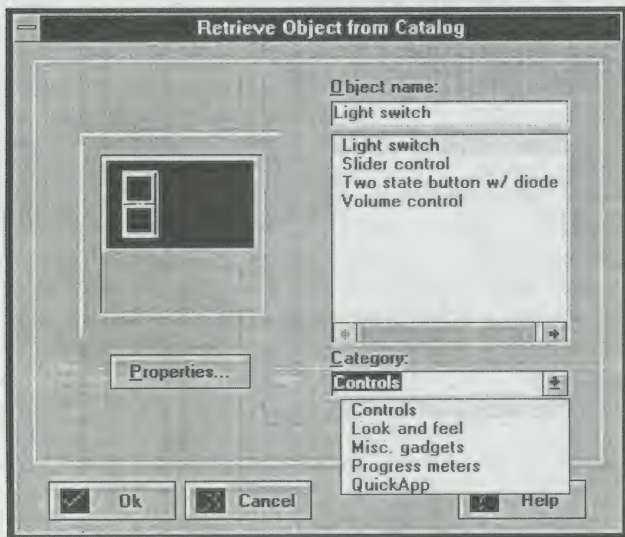 Retrieve Object from Catalog
Object name:
Light switch
Light switch
Slider control
Two state button w/ diode
Volume control
Properties...
Category:
Controls
Controls
Look and feel
Misc. gadgets
Progress meters
QuickApp
Ok
Cancel
Help